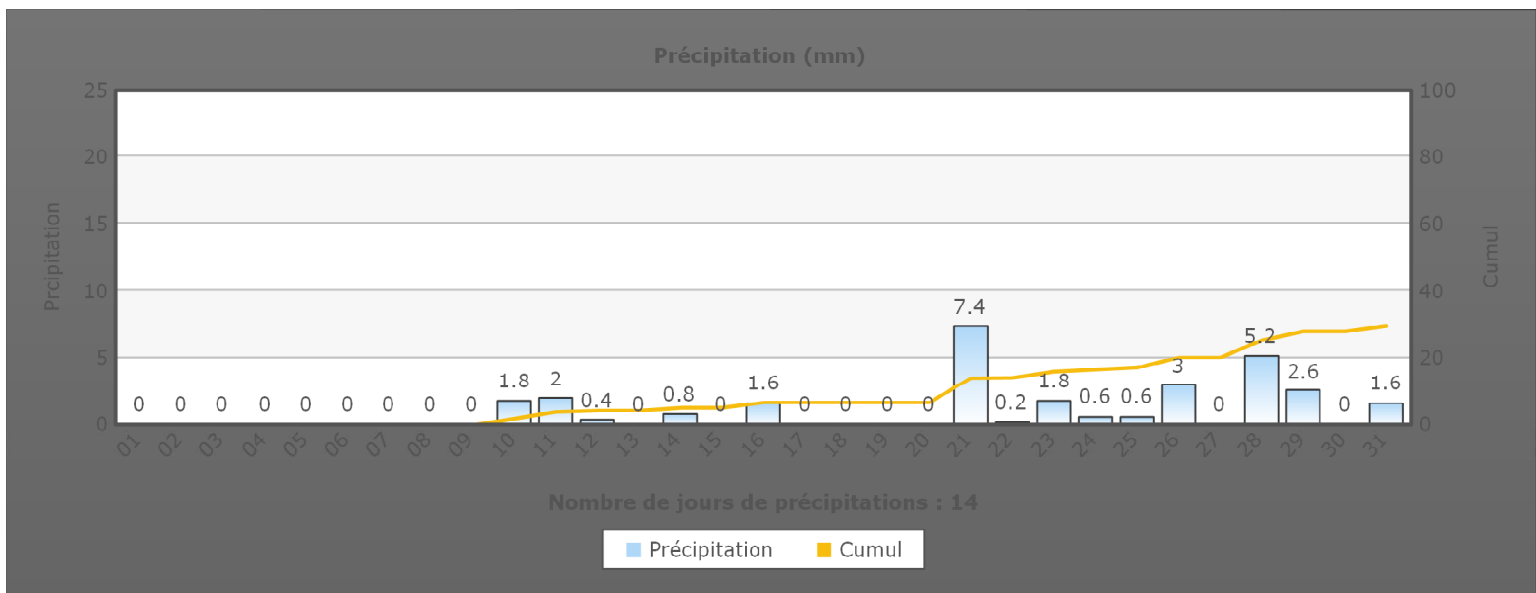 Précipitation (mm)
25
20
15
10
5
0
Prcipitation
100
80
60
40
20
0
Cumul
0 0 0 0 0 0 0 0 0 1.8 2 0.4 0 0.8 0 1.6 0 0 0 0 7.4 0.2 1.8 0.6 0.6 3 0 5.2 2.6 0 1.6
01 02 03 04 05 06 07 08 09 10 11 12 13 14 15 16 17 18 19 20 21 22 23 24 25 26 27 28 29 30 31
Nombre de jours de précipitations : 14
Précipitation Cumul